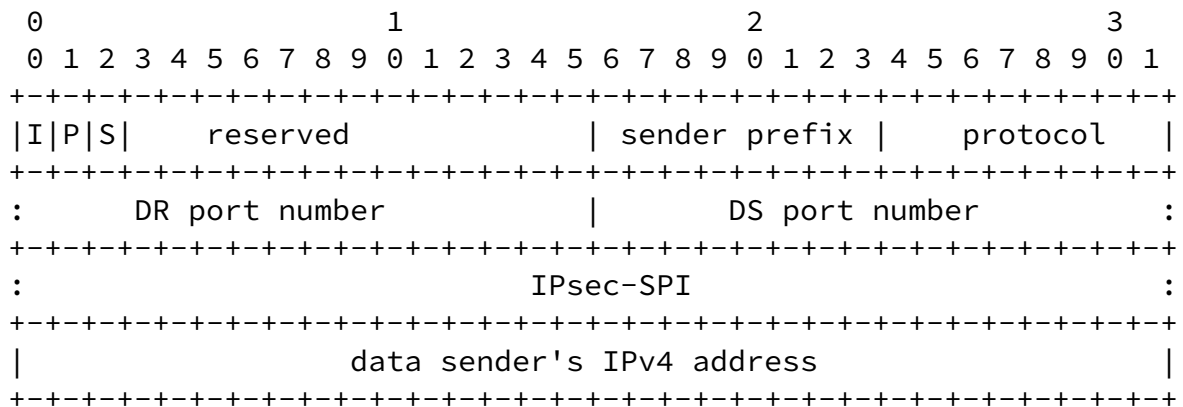 0                   1                   2                   3
 0 1 2 3 4 5 6 7 8 9 0 1 2 3 4 5 6 7 8 9 0 1 2 3 4 5 6 7 8 9 0 1
+-+-+-+-+-+-+-+-+-+-+-+-+-+-+-+-+-+-+-+-+-+-+-+-+-+-+-+-+-+-+-+-+
|I|P|S|    reserved             | sender prefix |    protocol   |
+-+-+-+-+-+-+-+-+-+-+-+-+-+-+-+-+-+-+-+-+-+-+-+-+-+-+-+-+-+-+-+-+
:      DR port number           |       DS port number          :
+-+-+-+-+-+-+-+-+-+-+-+-+-+-+-+-+-+-+-+-+-+-+-+-+-+-+-+-+-+-+-+-+
:                            IPsec-SPI                          :
+-+-+-+-+-+-+-+-+-+-+-+-+-+-+-+-+-+-+-+-+-+-+-+-+-+-+-+-+-+-+-+-+
|                  data sender's IPv4 address                   |
+-+-+-+-+-+-+-+-+-+-+-+-+-+-+-+-+-+-+-+-+-+-+-+-+-+-+-+-+-+-+-+-+